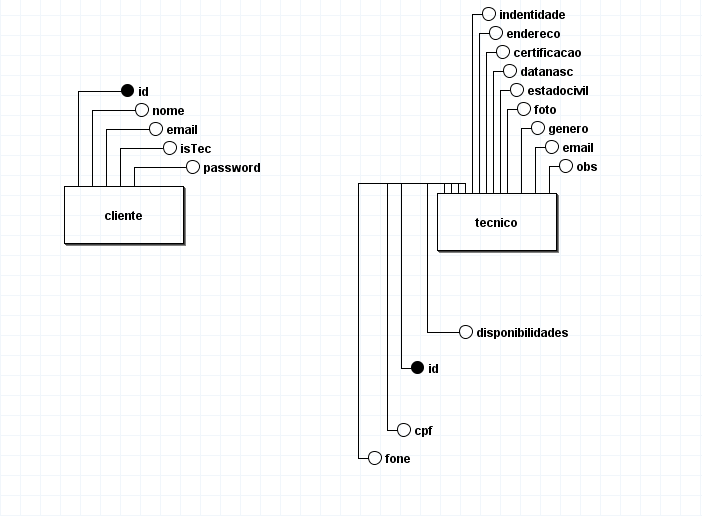 id
nome
email
isTec
password
cliente
indentidade
endereco
certificacao
datanasc
estadocivil
foto
genero
email
obs
tecnico
disponibilidades
id
cpf
fone